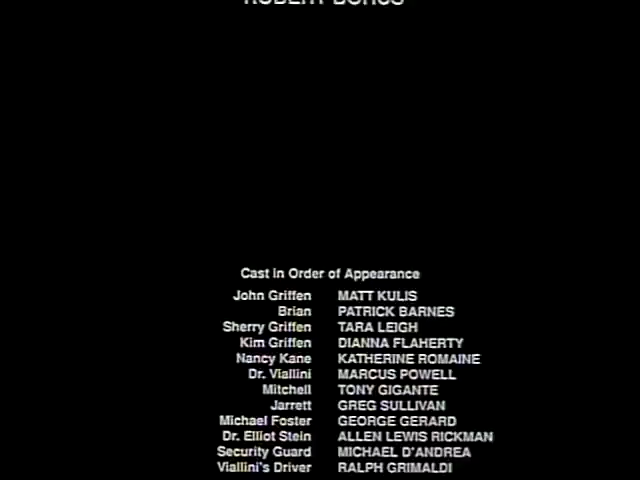 Cast in Order of Appearance
John Griffen MATT KULIS
Brian PATRICK BARNES
Sherry Griffen TARA LEIGH
Kim Griffen DIANNA FLAHERTY
Nancy Kane KATHERINE ROMAINE
Dr. Viallini MARCUS POWELL
Mitchell TONY GIGANTE
Jarrett GREG SULLIVAN
Michael Foster GEORGE GERARD
Dr. Elliot Stein ALLEN LEWIS RICKMAN
Security Guard MICHAEL D'ANDREA
Viallini's Driver RALPH GRIMALDI